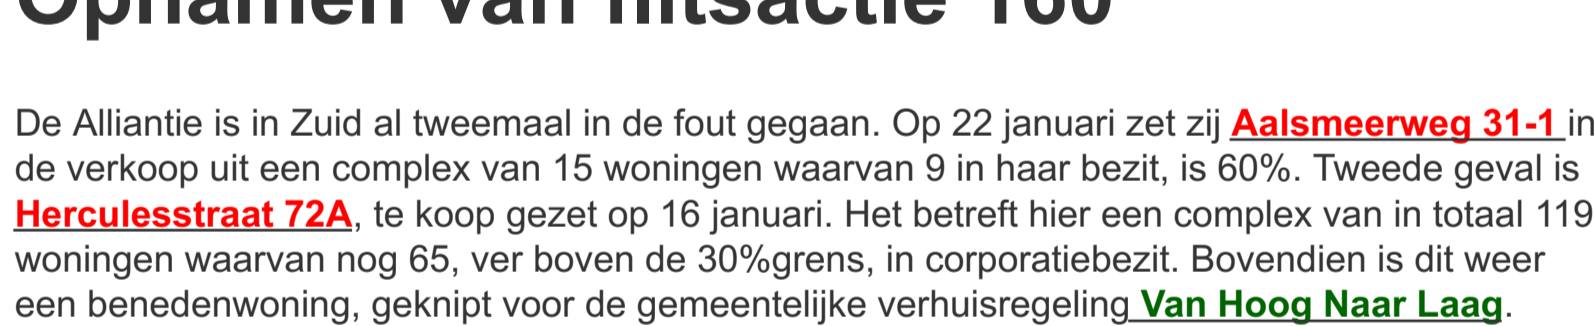 Opnamen van flitsactie 160
De Alliantie is in Zuid al tweemaal in de fout gegaan. Op 22 januari zet zij Aalsmeerweg 31-1 in
de verkoop uit een complex van 15 woningen waarvan 9 in haar bezit, is 60%. Tweede geval is
Herculesstraat 72A, te koop gezet op 16 januari. Het betreft hier een complex van in totaal 119
woningen waarvan nog 65, ver boven de 30%grens, in corporatiebezit. Bovendien is dit weer
een benedenwoning, geknipt voor de gemeentelijke verhuisregeling Van Hoog Naar Laag.